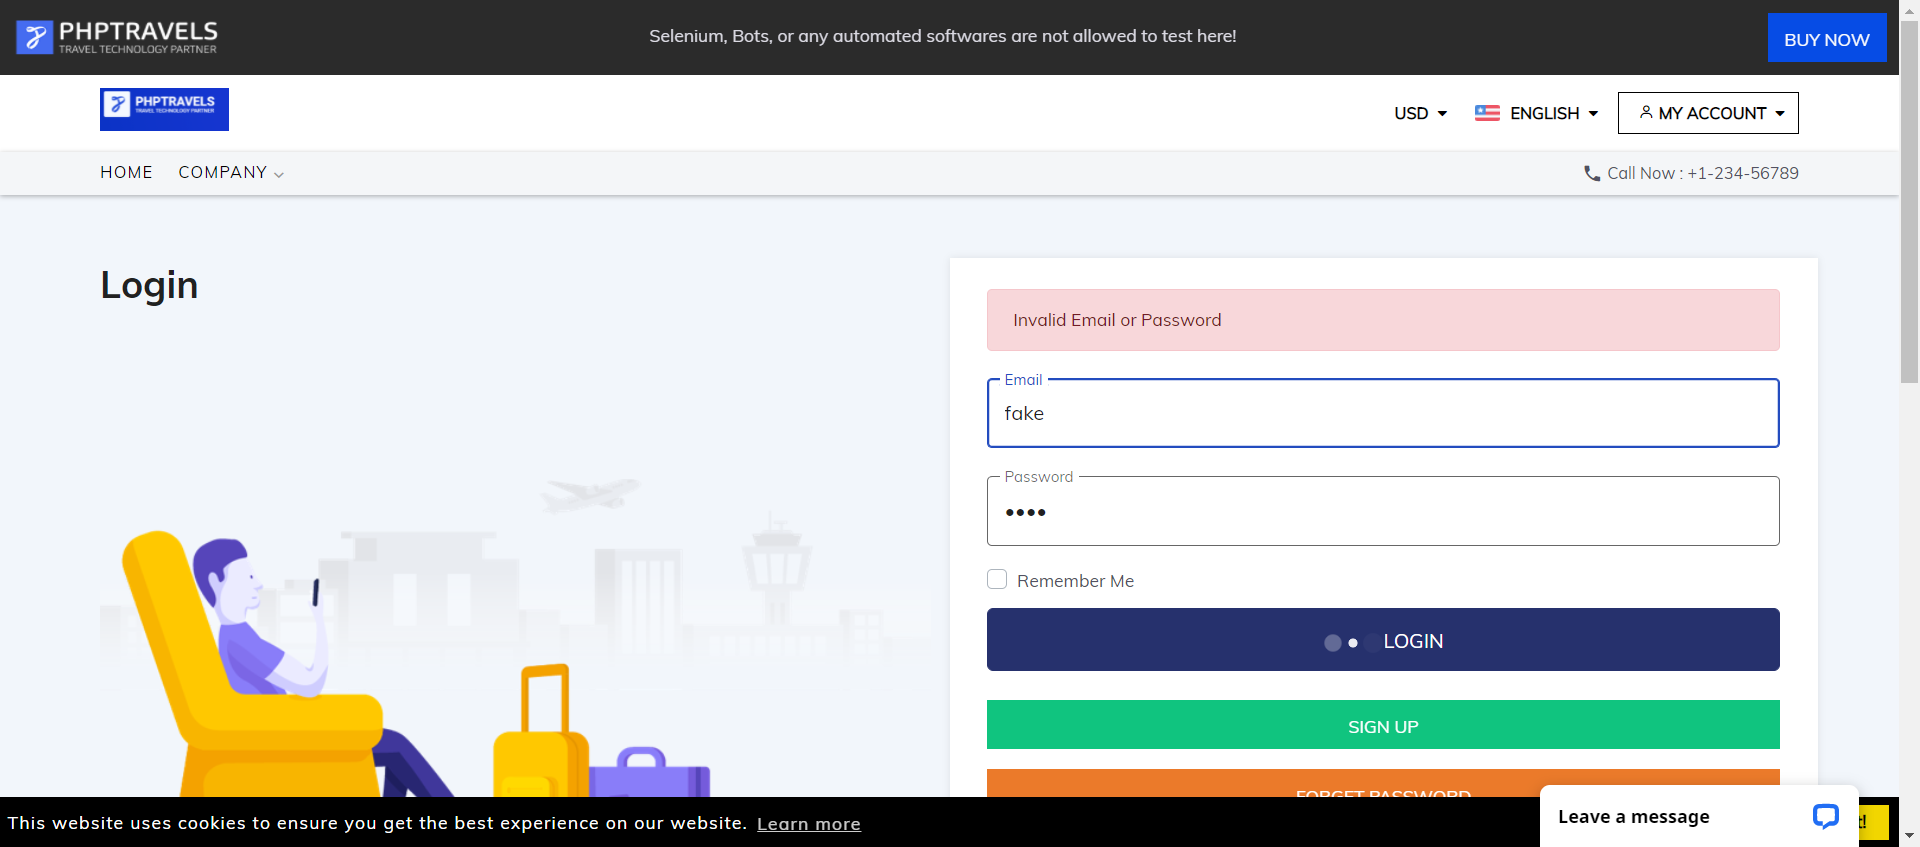 PHPTRAVELS
TRAVEL TECHNOLOGY PARTNER
Selenium, Bots, or any automated softwares are not allowed to test here!
BUY NOW
PHPTRAVELS
TRAVEL TECHNOLOGY PARTNER
USD
ENGLISH
MY ACCOUNT
HOME
COMPANY
Call Now : +1-234-56789
Login
Invalid Email or Password
Email
fake
Password
Remember Me
LOGIN
SIGN UP
FORGET PASSWORD
This website uses cookies to ensure you get the best experience on our website. Learn more
Leave a message